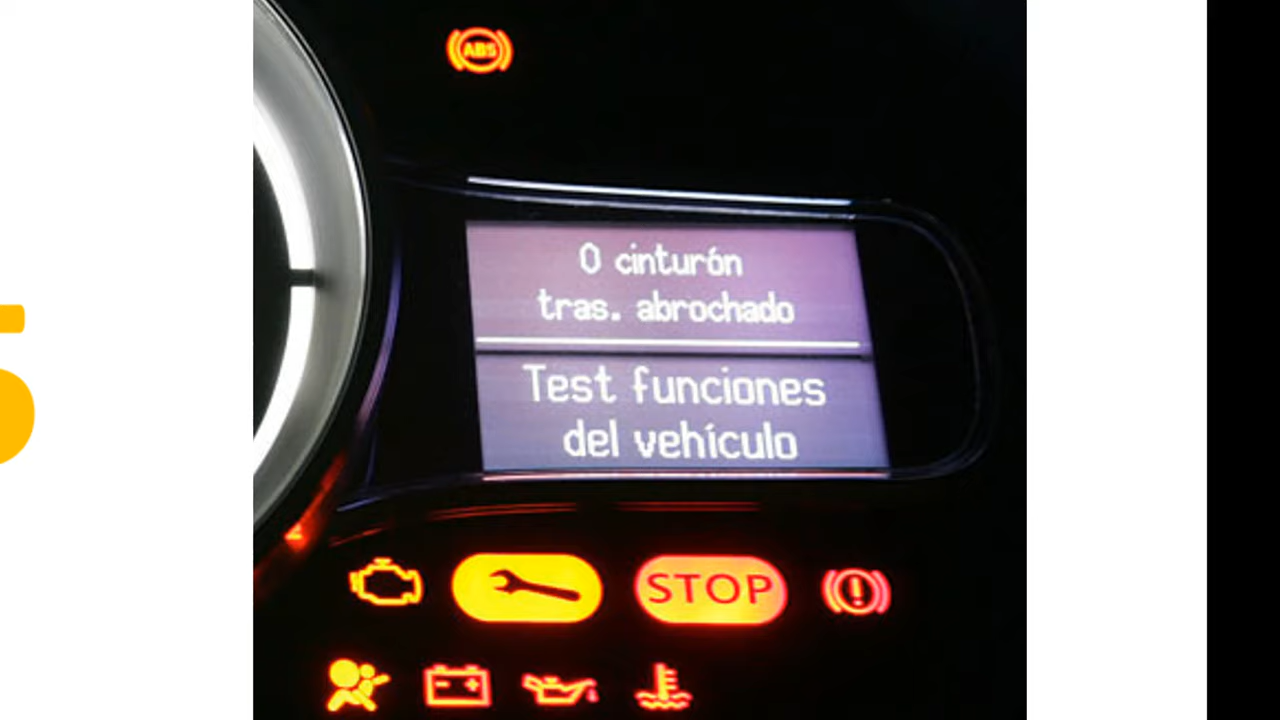 ABS
0 cinturón
tras. abrochado
Test funciones
del vehículo
STOP